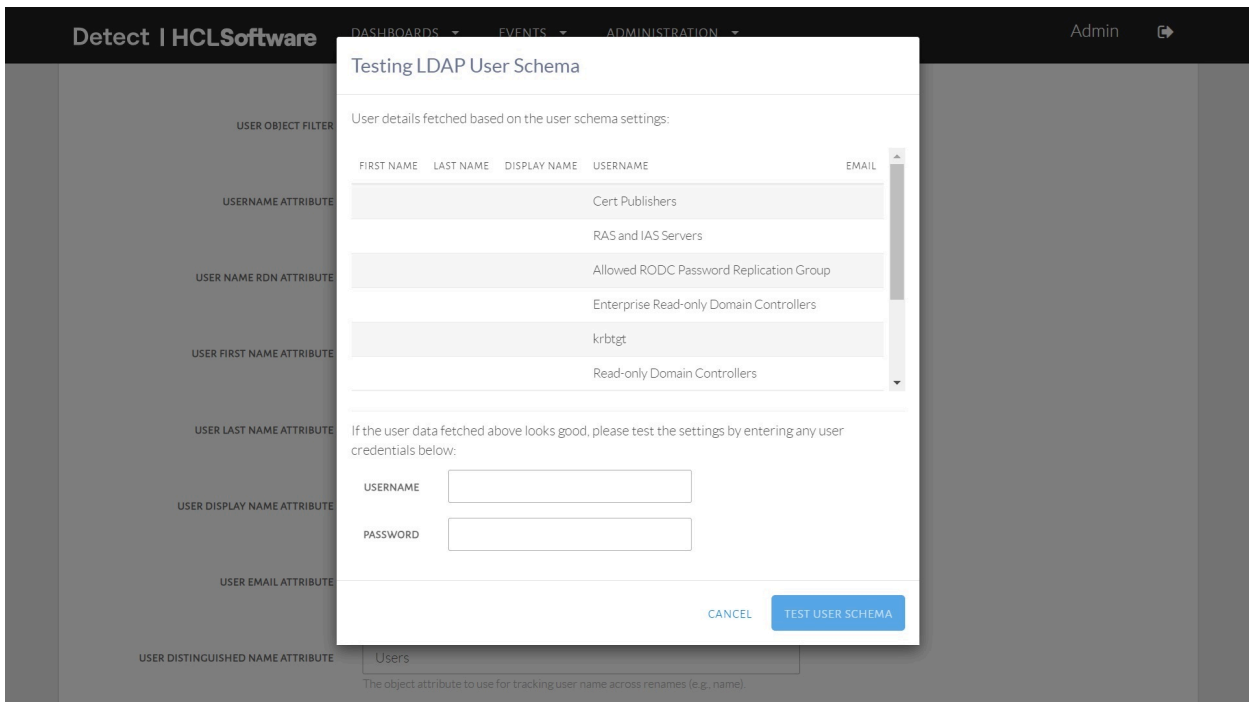 Detect | HCLSoftware DASHBOARDS EVENTS ADMINISTRATION Admin
Testing LDAP User Schema
User details fetched based on the user schema settings:
FIRST NAME LAST NAME DISPLAY NAME USERNAME EMAIL
Cert Publishers
RAS and IAS Servers
Allowed RODC Password Replication Group
Enterprise Read-only Domain Controllers
krbtgt
Read-only Domain Controllers
If the user data fetched above looks good, please test the settings by entering any user
credentials below:
USERNAME
PASSWORD
CANCEL TEST USER SCHEMA
USER OBJECT FILTER
USERNAME ATTRIBUTE
USER NAME RDN ATTRIBUTE
USER FIRST NAME ATTRIBUTE
USER LAST NAME ATTRIBUTE
USER DISPLAY NAME ATTRIBUTE
USER EMAIL ATTRIBUTE
USER DISTINGUISHED NAME ATTRIBUTE Users
The object attribute to use for tracking user name across renames (e.g., name).